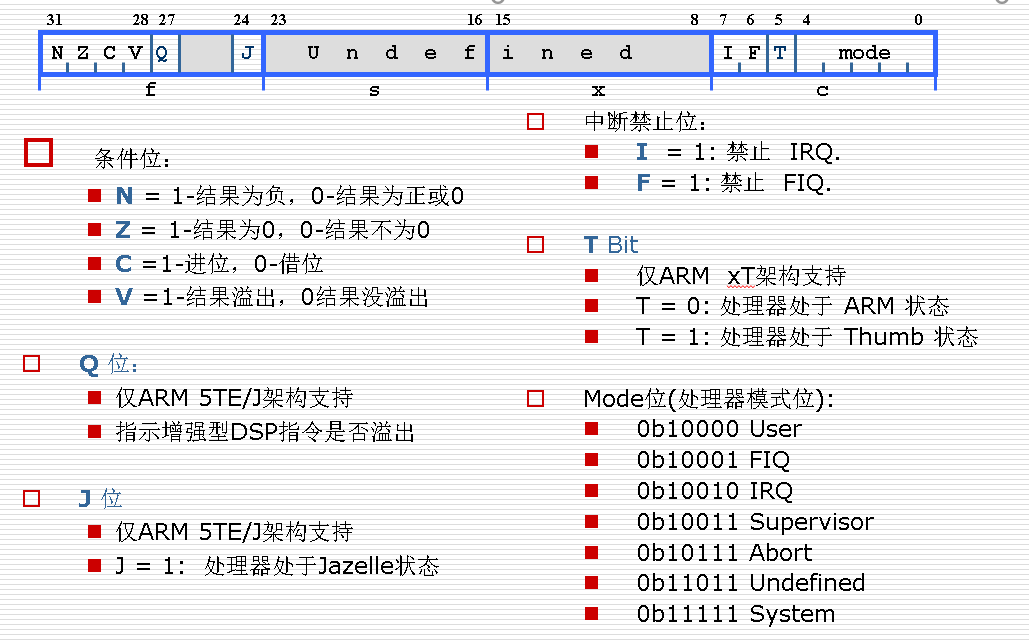 31 28 27 24 23 16 15 8 7 6 5 4 0
N Z C V Q J U n d e f i n e d I F T mode
f s x c
条件位：
N = 1-结果为负，0-结果为正或0
Z = 1-结果为0，0-结果不为0
C =1-进位，0-借位
V =1-结果溢出，0结果没溢出
Q 位：
仅ARM 5TE/J架构支持
指示增强型DSP指令是否溢出
J 位
仅ARM 5TE/J架构支持
J = 1: 处理器处于Jazelle状态
中断禁止位：
I = 1: 禁止 IRQ.
F = 1: 禁止 FIQ.
T Bit
仅ARM xT架构支持
T = 0: 处理器处于 ARM 状态
T = 1: 处理器处于 Thumb 状态
Mode位(处理器模式位):
0b10000 User
0b10001 FIQ
0b10010 IRQ
0b10011 Supervisor
0b10111 Abort
0b11011 Undefined
0b11111 System